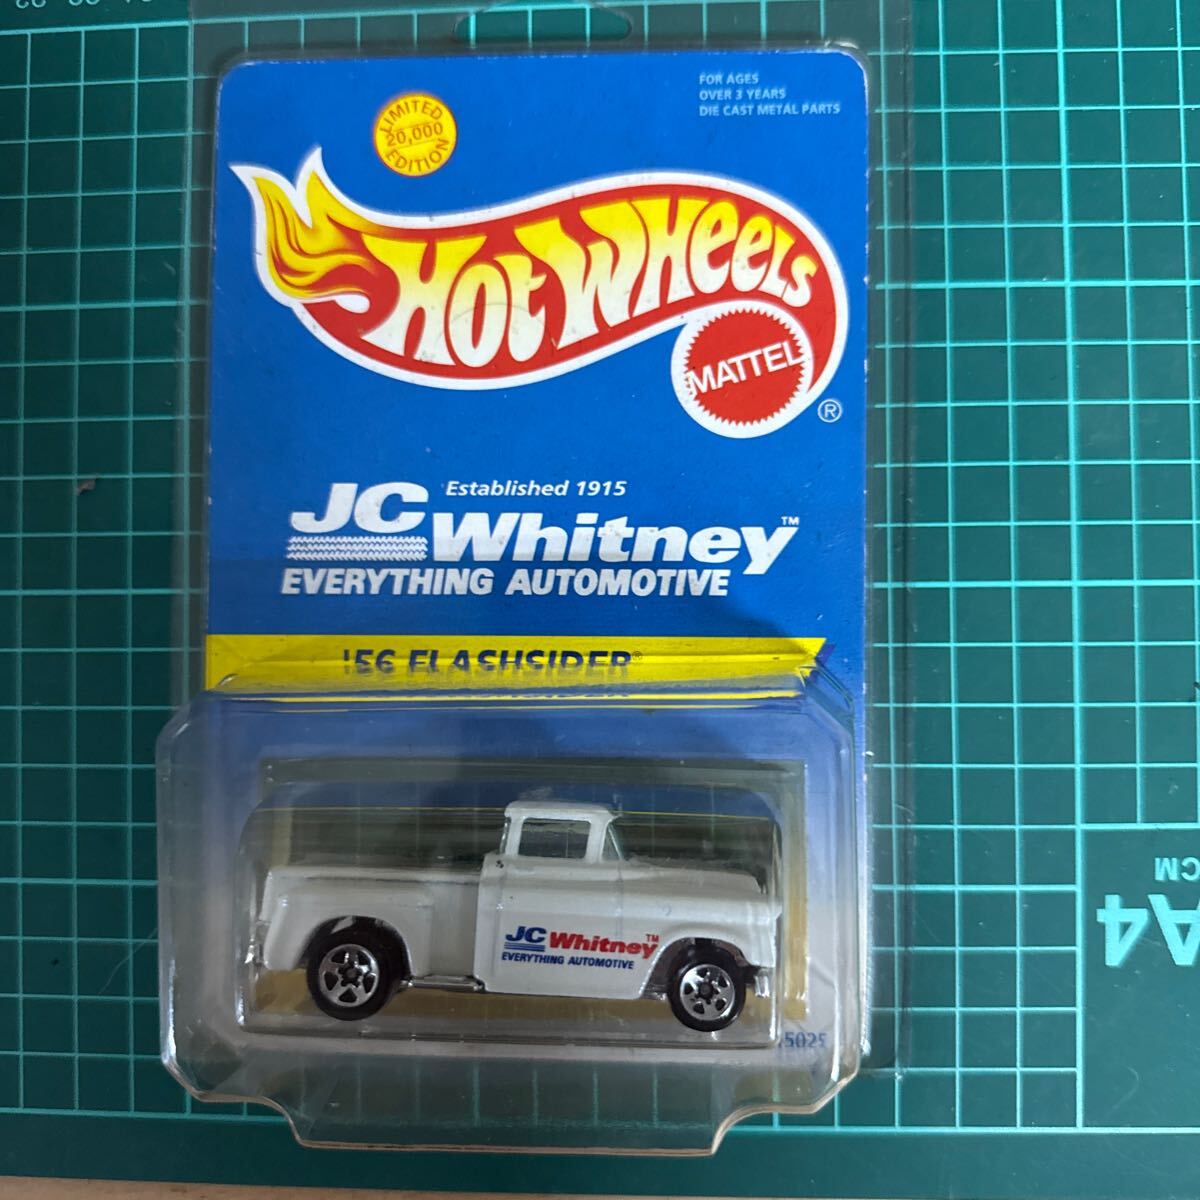 LIMITED
20,000
EDITION
FOR AGES
OVER 3 YEARS
DIE CAST METAL PARTS
HOT WHEELS
MATTEL
®
Established 1915
JC Whitney™
EVERYTHING AUTOMOTIVE
'56 FLASHSIDER®
JC Whitney™
EVERYTHING AUTOMOTIVE
A4
CM